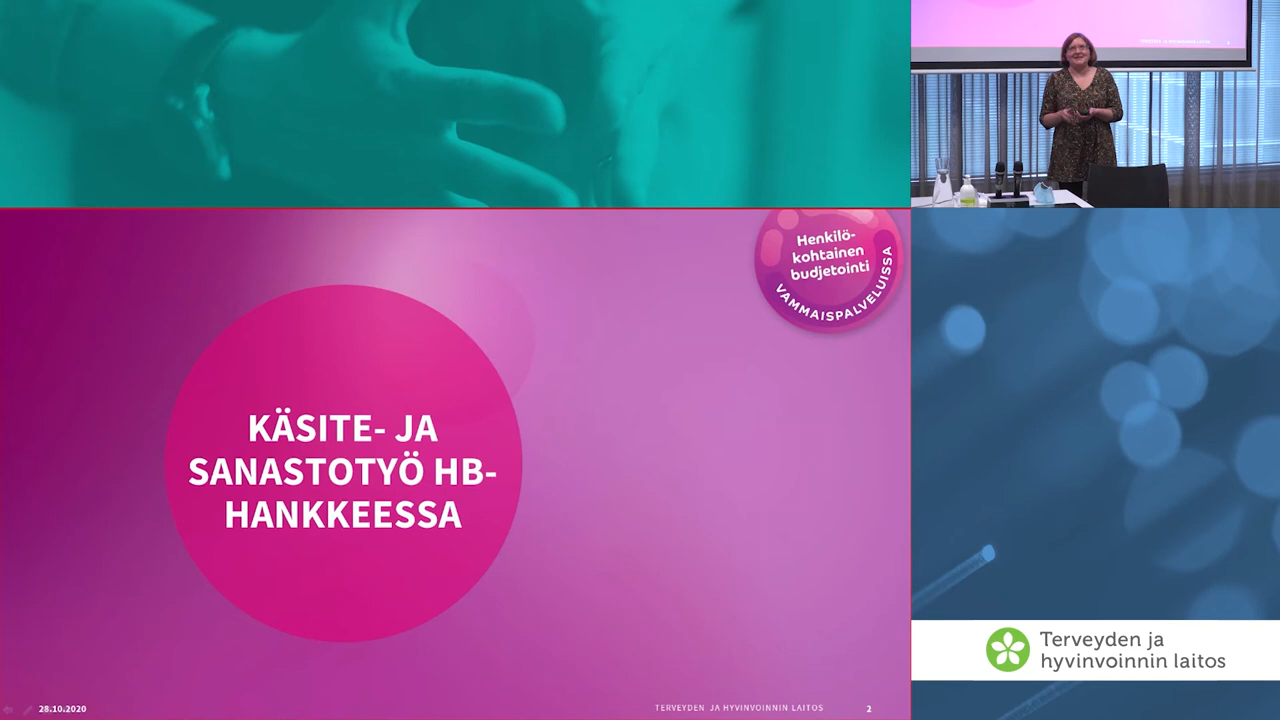 Henkilö-
kohtainen
budjetointi
VAMMAISPALVELUISSA
KÄSITE- JA
SANASTOTYÖ HB-
HANKKEESSA
28.10.2020
TERVEYDEN JA HYVINVOINNIN LAITOS
2
Terveyden ja
hyvinvoinnin laitos